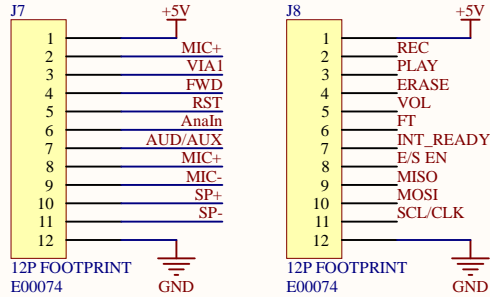 J7
+5V
1
2 MIC+
3 VIA1
4 FWD
5 RST
6 AnaIn
7 AUD/AUX
8 MIC+
9 MIC-
10 SP+
11 SP-
12
12P FOOTPRINT
E00074
GND
J8
+5V
1
2 REC
3 PLAY
4 ERASE
5 VOL
6 FT
7 INT_READY
8 E/S EN
9 MISO
10 MOSI
11 SCL/CLK
12
12P FOOTPRINT
E00074
GND